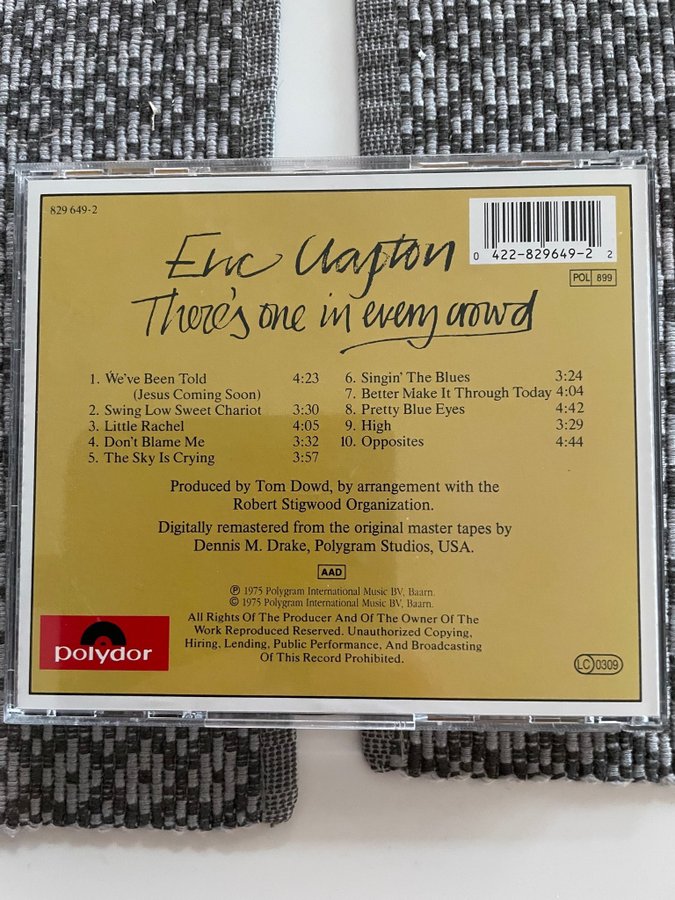 829 649-2
Eric Clapton
There's one in every crowd
0 422-829649-2 2
POL 899
1. We've Been Told 4:23
(Jesus Coming Soon)
2. Swing Low Sweet Chariot 3:30
3. Little Rachel 4:05
4. Don't Blame Me 3:32
5. The Sky Is Crying 3:57
6. Singin' The Blues 3:24
7. Better Make It Through Today 4:04
8. Pretty Blue Eyes 4:42
9. High 3:29
10. Opposites 4:44
Produced by Tom Dowd, by arrangement with the
Robert Stigwood Organization.
Digitally remastered from the original master tapes by
Dennis M. Drake, Polygram Studios, USA.
AAD
℗ 1975 Polygram International Music BV, Baarn.
© 1975 Polygram International Music BV, Baarn.
All Rights Of The Producer And Of The Owner Of The
Work Reproduced Reserved. Unauthorized Copying,
Hiring, Lending, Public Performance, And Broadcasting
Of This Record Prohibited.
polydor
LC 0309